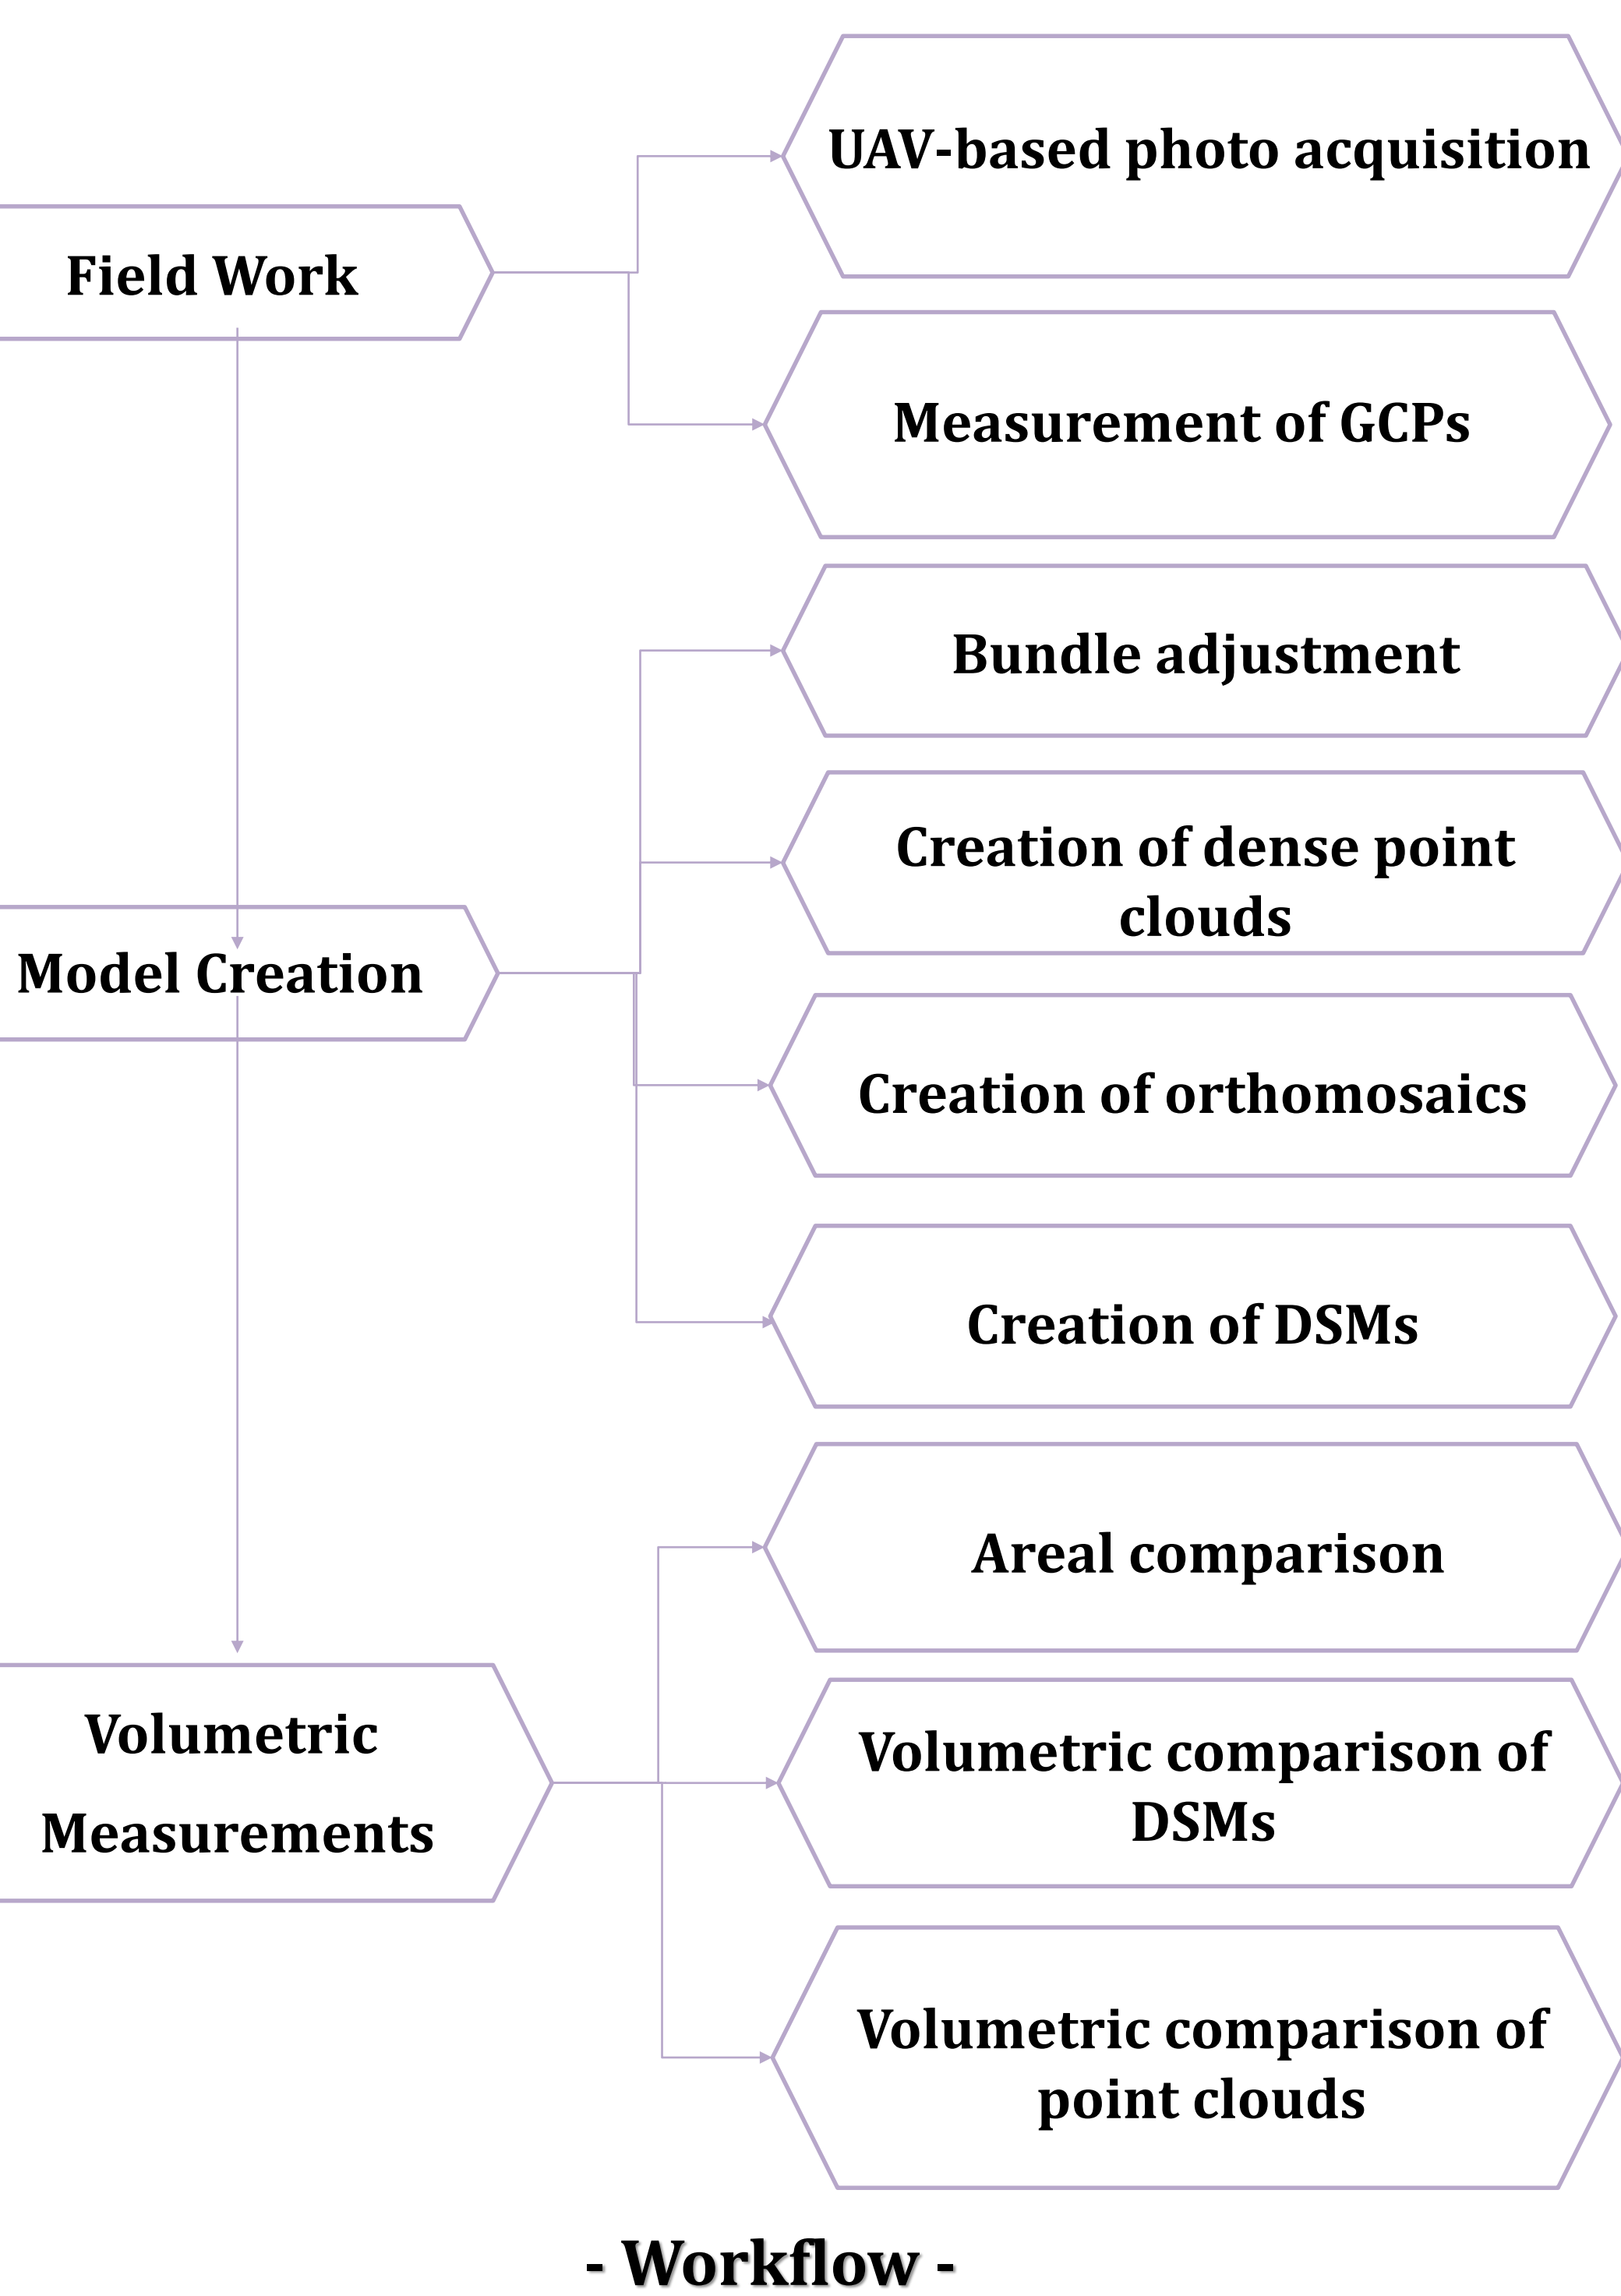 Field Work
UAV-based photo acquisition
Measurement of GCPs
Model Creation
Bundle adjustment
Creation of dense point
clouds
Creation of orthomosaics
Creation of DSMs
Volumetric
Measurements
Areal comparison
Volumetric comparison of
DSMs
Volumetric comparison of
point clouds
- Workflow -